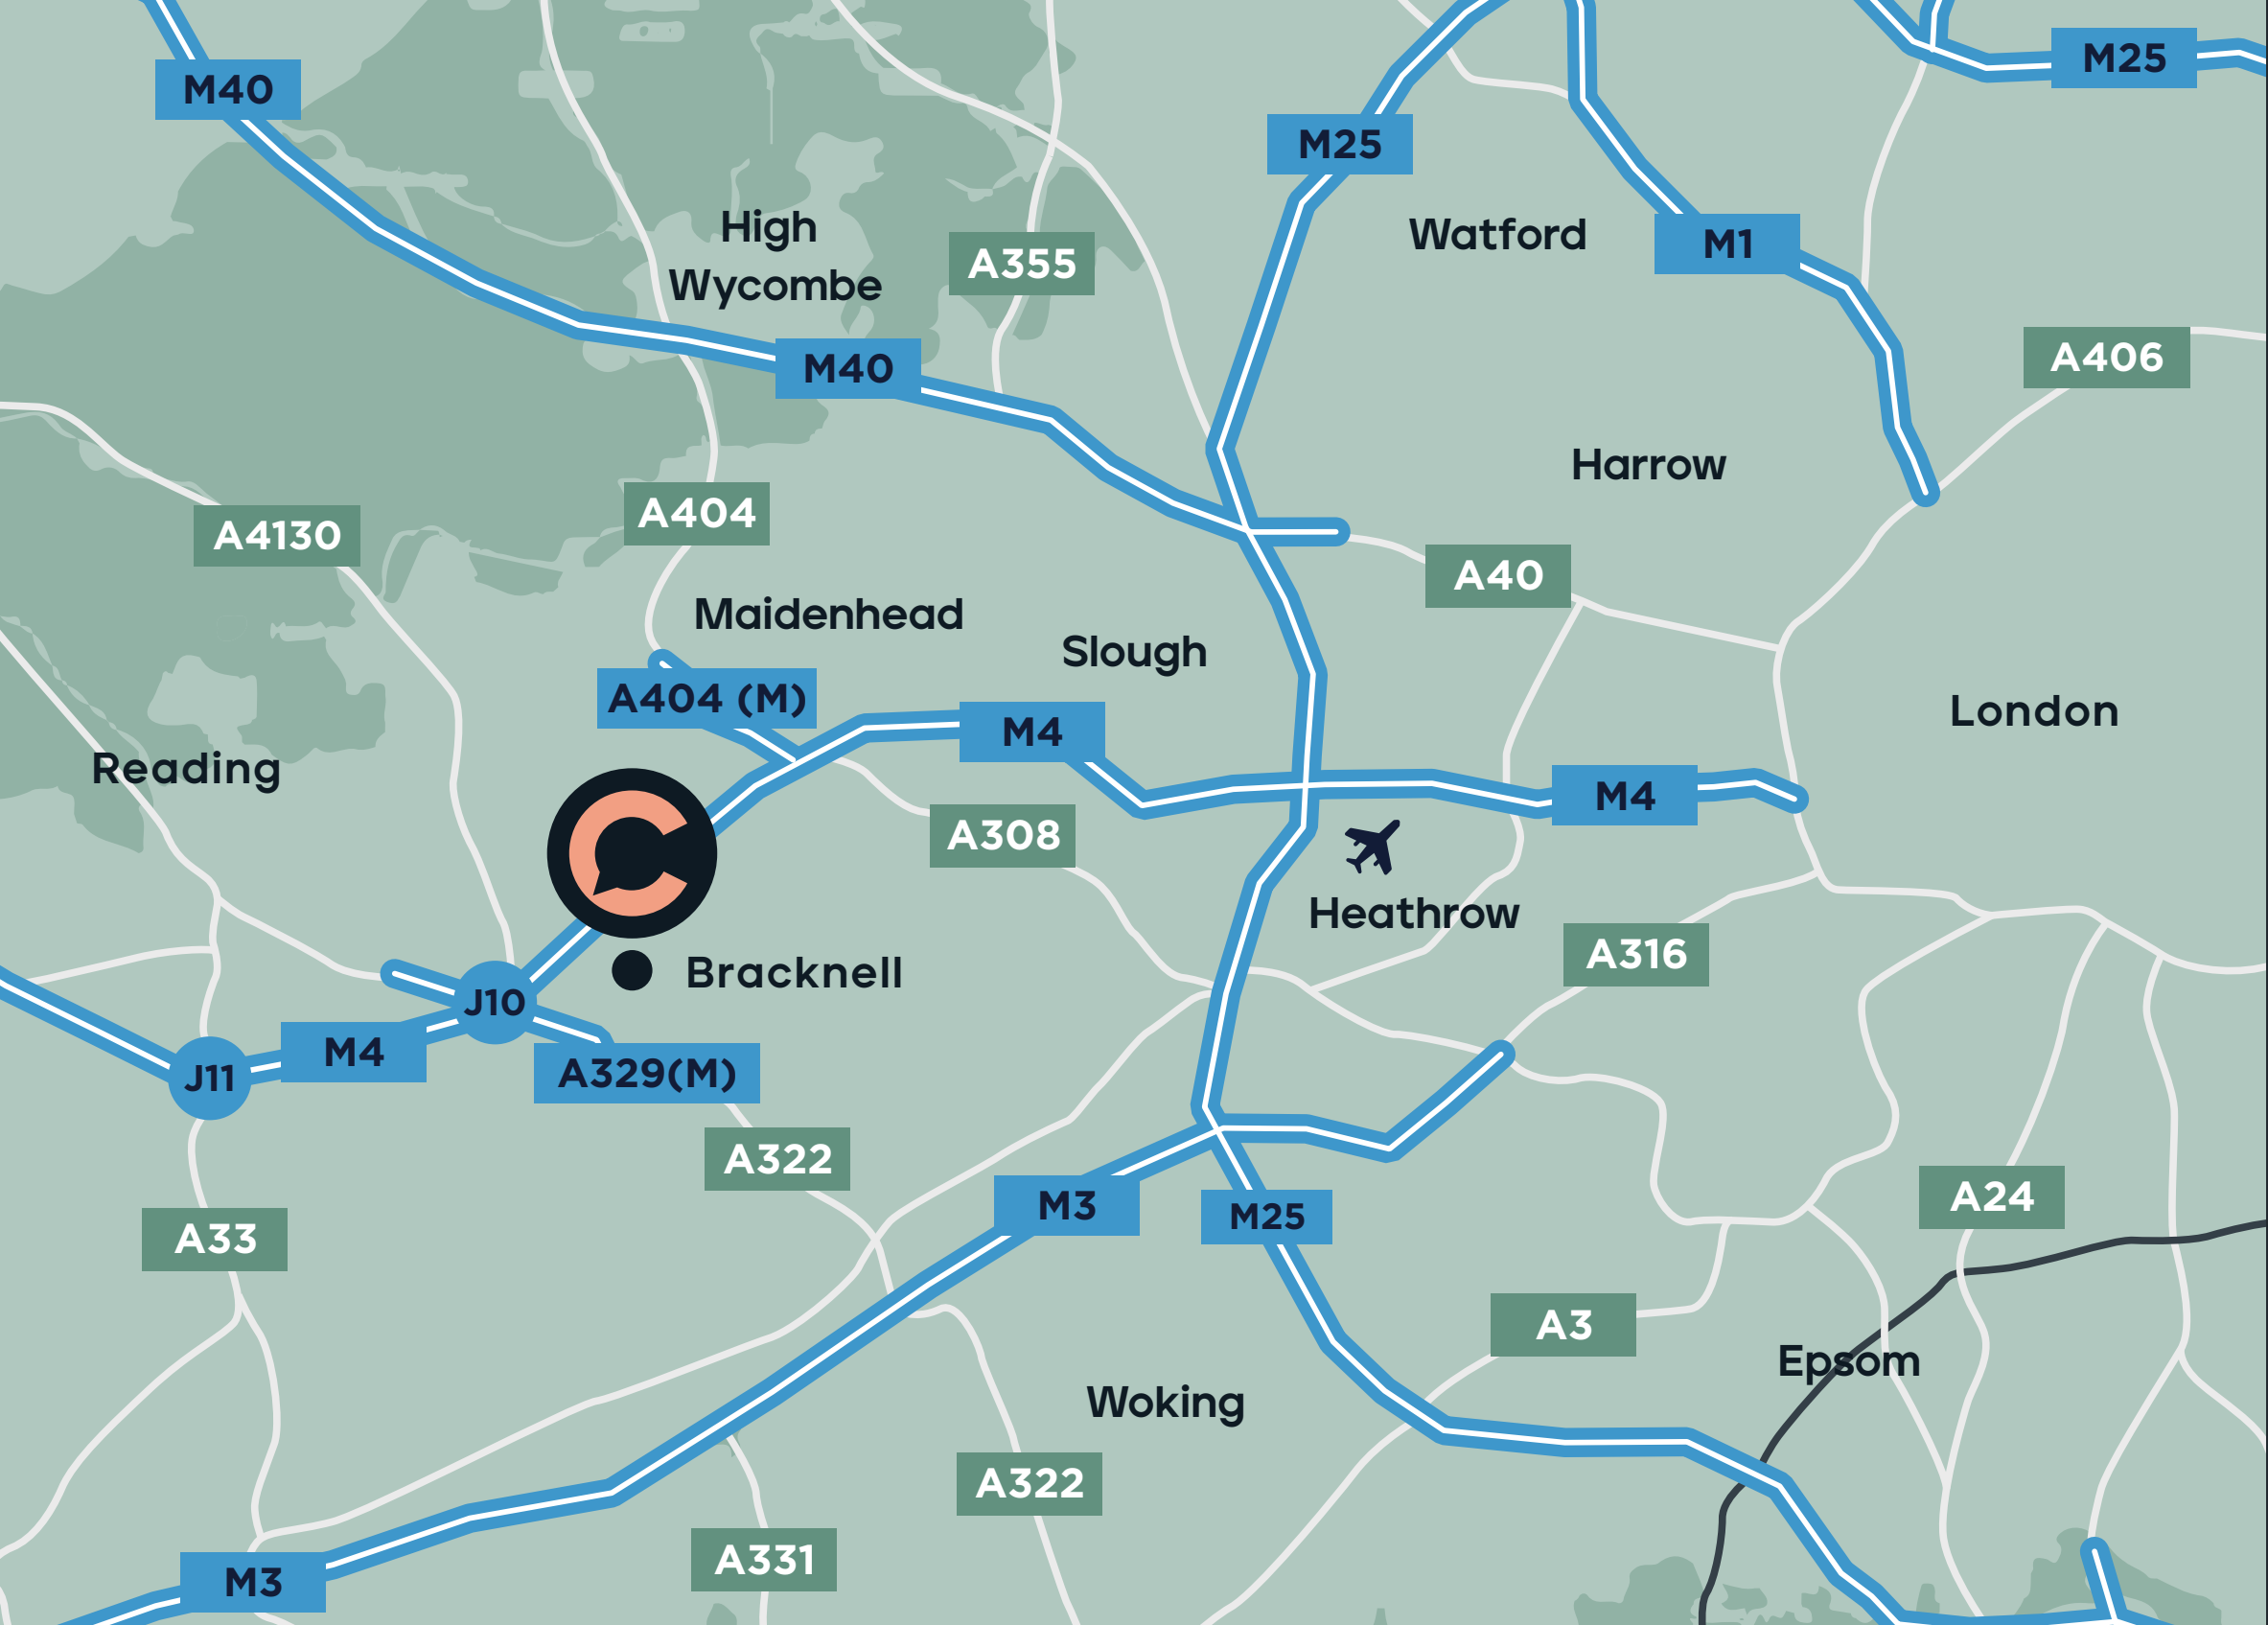 M25
M40
M25
High
Wycombe
Watford
M1
A355
A406
M40
Harrow
A404
A4130
A40
Maidenhead
Slough
A404 (M)
London
M4
Reading
M4
A308
Heathrow
A316
Bracknell
J10
M4
J11
A329(M)
A322
A24
M3
M25
A33
A3
Epsom
Woking
A322
A331
M3